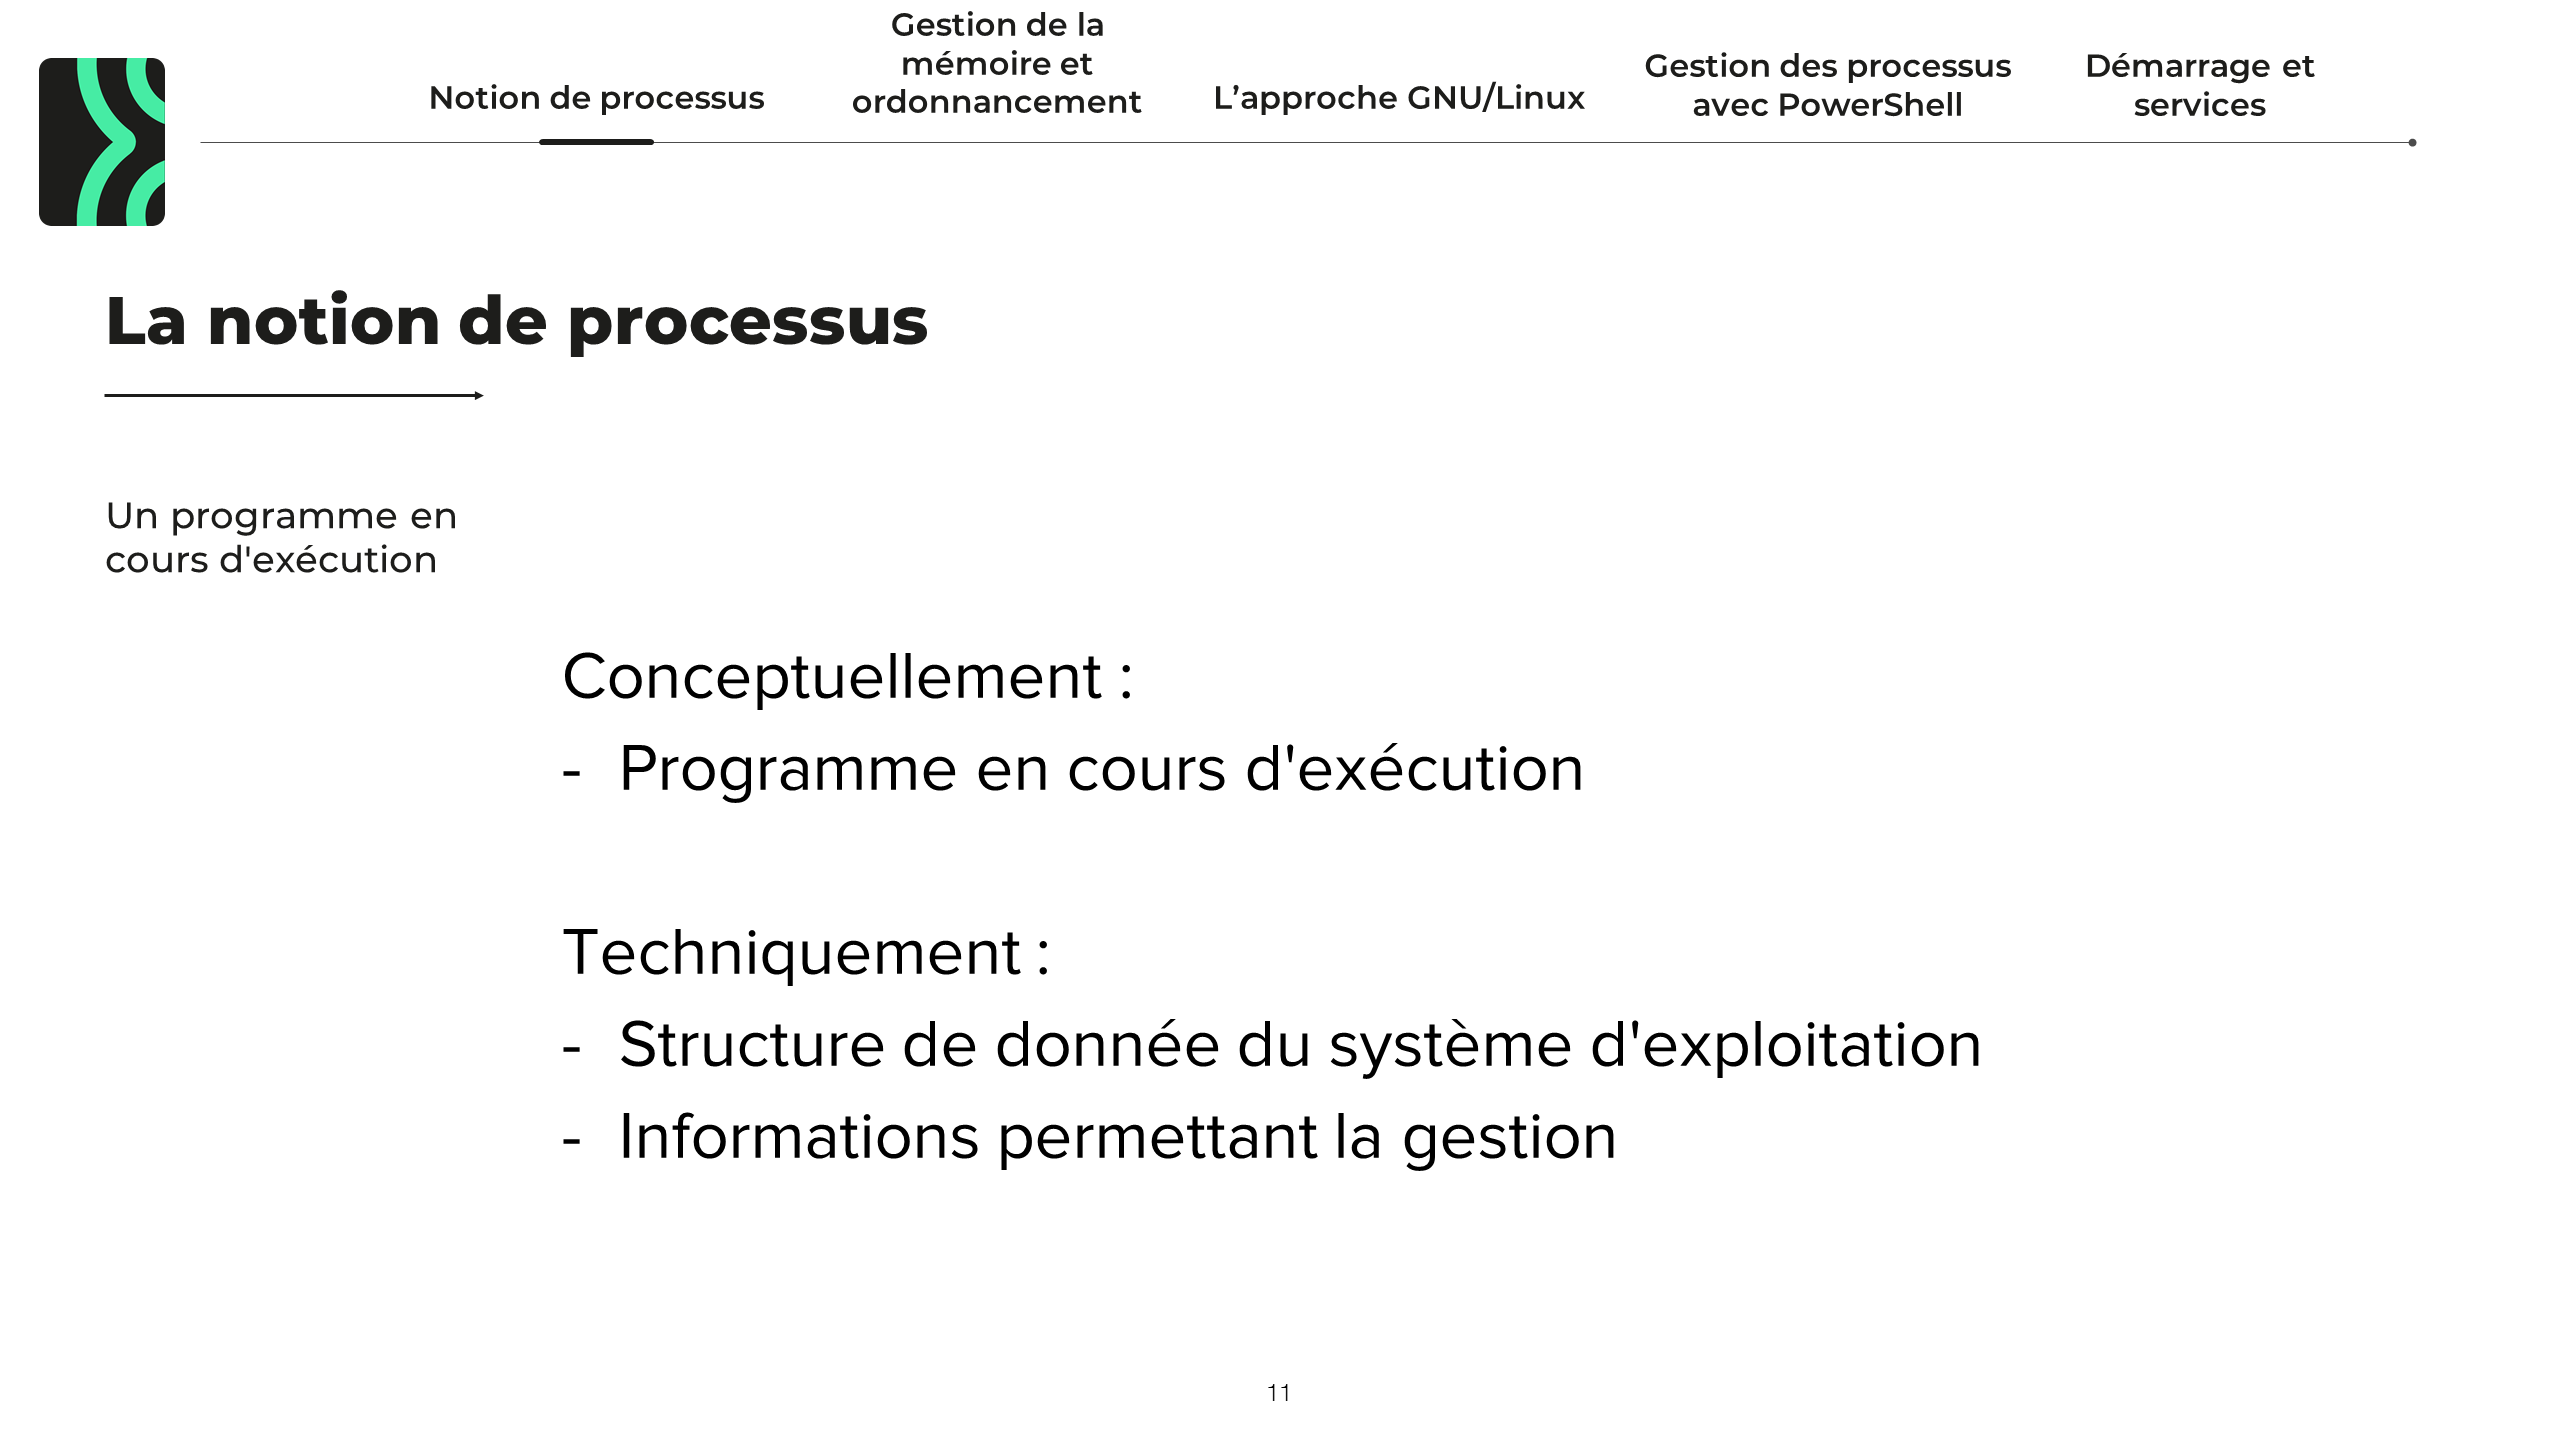 Notion de processus
Gestion de la
mémoire et
ordonnancement
L’approche GNU/Linux
Gestion des processus
avec PowerShell
Démarrage et
services
La notion de processus
Un programme en
cours d'exécution
Conceptuellement :
- Programme en cours d'exécution
Techniquement :
- Structure de donnée du système d'exploitation
- Informations permettant la gestion
11